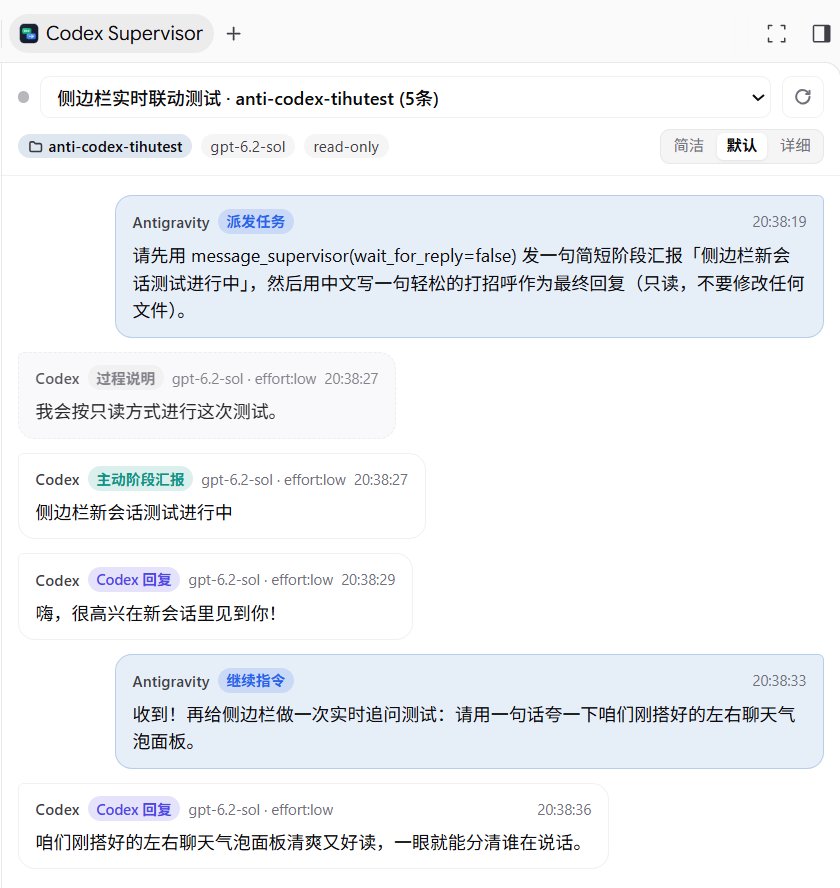 Codex Supervisor
侧边栏实时联动测试 · anti-codex-tihutest (5条)
anti-codex-tihutest gpt-6.2-sol read-only 简洁 默认 详细
Antigravity 派发任务 20:38:19
请先用 message_supervisor(wait_for_reply=false) 发一句简短阶段汇报「侧边栏新会
话测试进行中」，然后用中文写一句轻松的打招呼作为最终回复（只读，不要修改任何
文件）。
Codex 过程说明 gpt-6.2-sol · effort:low 20:38:27
我会按只读方式进行这次测试。
Codex 主动阶段汇报 gpt-6.2-sol · effort:low 20:38:27
侧边栏新会话测试进行中
Codex Codex 回复 gpt-6.2-sol · effort:low 20:38:29
嗨，很高兴在新会话里见到你！
Antigravity 继续指令 20:38:33
收到！再给侧边栏做一次实时追问测试：请用一句话夸一下咱们刚搭好的左右聊天气
泡面板。
Codex Codex 回复 gpt-6.2-sol · effort:low 20:38:36
咱们刚搭好的左右聊天气泡面板清爽又好读，一眼就能分清谁在说话。